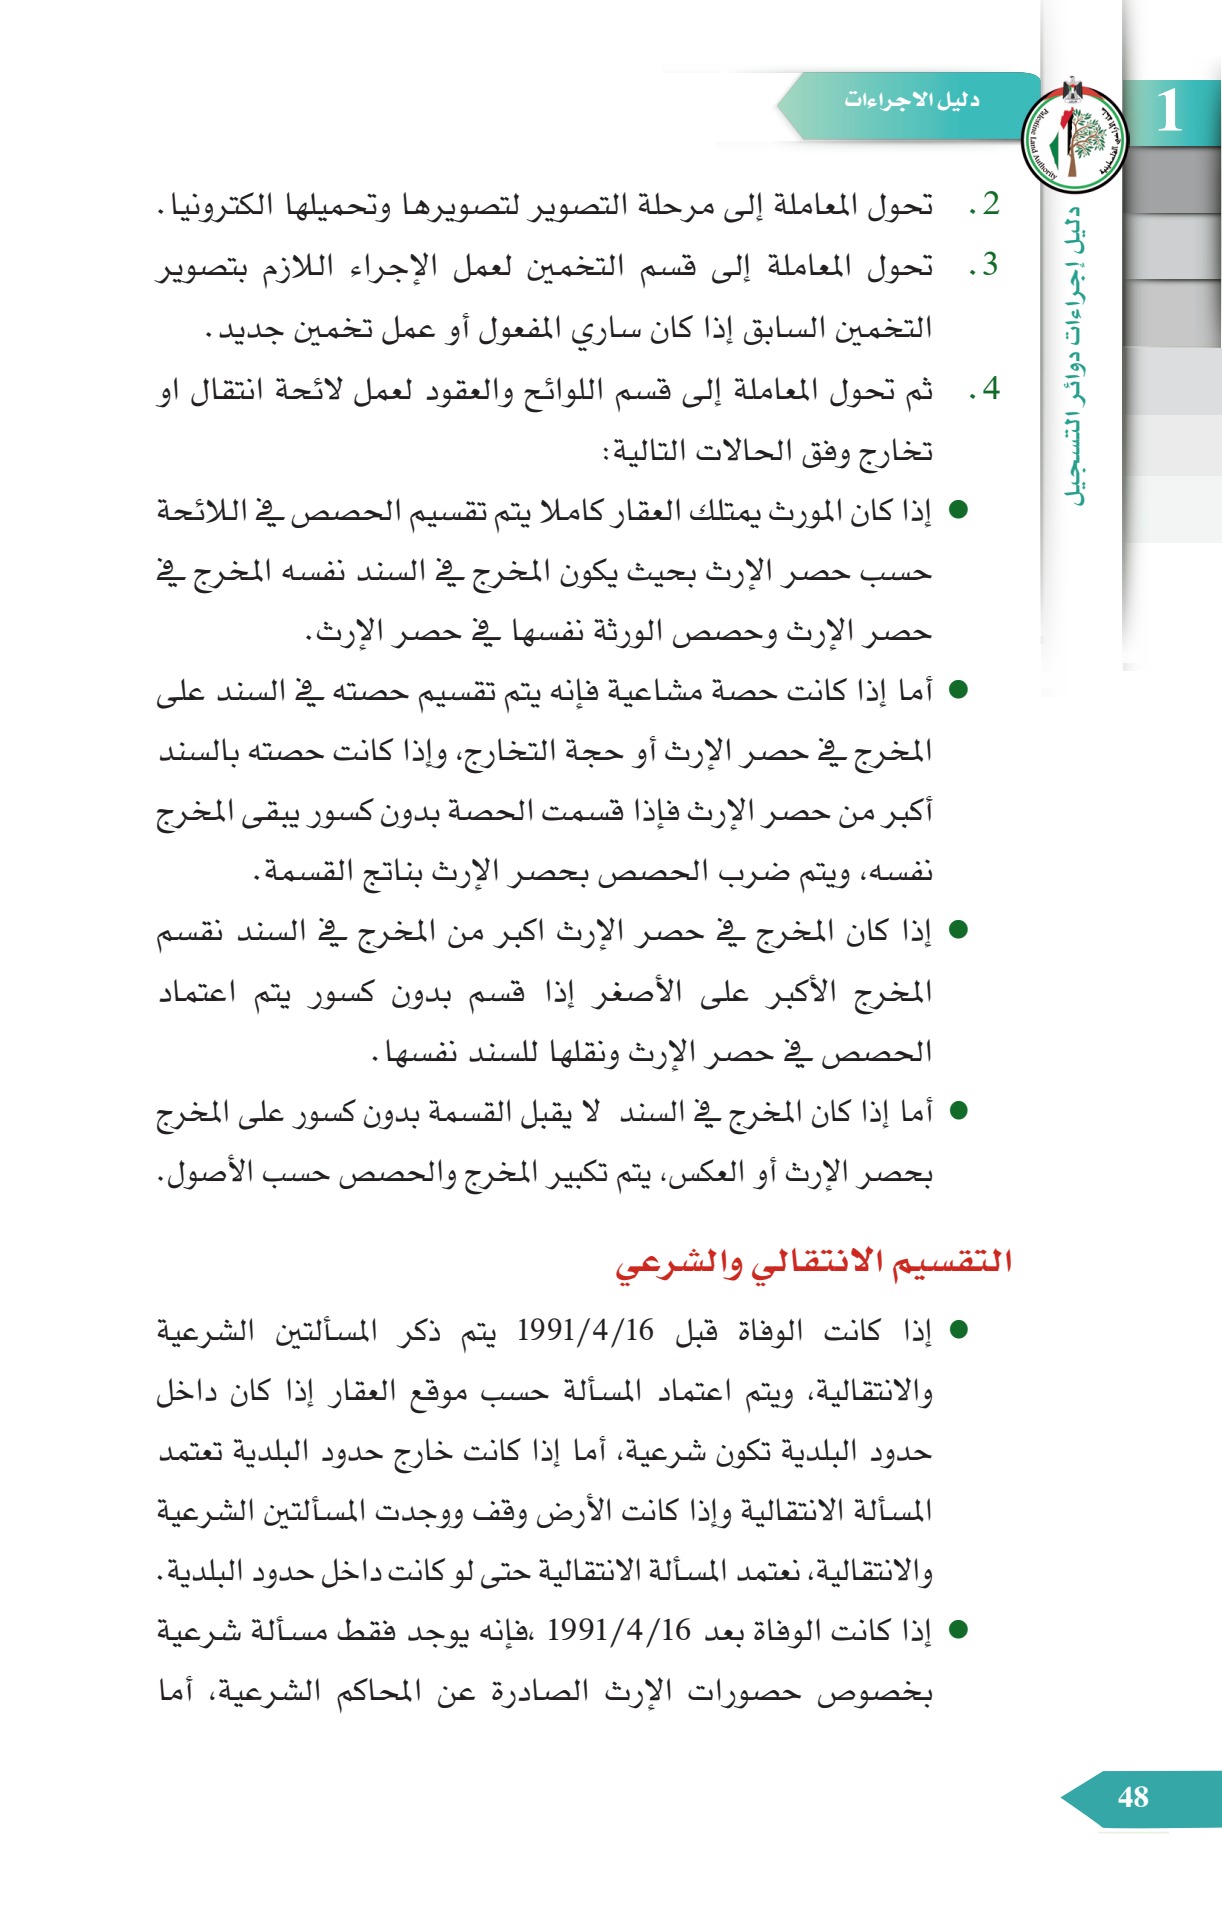 دليل الاجراءات
1
Palestine Land Authority
دليل إجراءات دوائر التسجيل
2. تحول المعاملة إلى مرحلة التصوير لتصويرها وتحميلها الكترونيا.
3. تحول المعاملة إلى قسم التخمين لعمل الإجراء اللازم بتصوير
التخمين السابق إذا كان ساري المفعول أو عمل تخمين جديد.
4. ثم تحول المعاملة إلى قسم اللوائح والعقود لعمل لائحة انتقال او
تخارج وفق الحالات التالية:
● إذا كان المورث يمتلك العقار كاملا يتم تقسيم الحصص في اللائحة
حسب حصر الإرث بحيث يكون المخرج في السند نفسه المخرج في
حصر الإرث وحصص الورثة نفسها في حصر الإرث.
● أما إذا كانت حصة مشاعية فإنه يتم تقسيم حصته في السند على
المخرج في حصر الإرث أو حجة التخارج، وإذا كانت حصته بالسند
أكبر من حصر الإرث فإذا قسمت الحصة بدون كسور يبقى المخرج
نفسه، ويتم ضرب الحصص بحصر الإرث بناتج القسمة.
● إذا كان المخرج في حصر الإرث اكبر من المخرج في السند نقسم
المخرج الأكبر على الأصغر إذا قسم بدون كسور يتم اعتماد
الحصص في حصر الإرث ونقلها للسند نفسها.
● أما إذا كان المخرج في السند لا يقبل القسمة بدون كسور على المخرج
بحصر الإرث أو العكس، يتم تكبير المخرج والحصص حسب الأصول.
التقسيم الانتقالي والشرعي
● إذا كانت الوفاة قبل 1991/4/16 يتم ذكر المسألتين الشرعية
والانتقالية، ويتم اعتماد المسألة حسب موقع العقار إذا كان داخل
حدود البلدية تكون شرعية، أما إذا كانت خارج حدود البلدية تعتمد
المسألة الانتقالية وإذا كانت الأرض وقف ووجدت المسألتين الشرعية
والانتقالية، نعتمد المسألة الانتقالية حتى لو كانت داخل حدود البلدية.
● إذا كانت الوفاة بعد 1991/4/16 ،فإنه يوجد فقط مسألة شرعية
بخصوص حصورات الإرث الصادرة عن المحاكم الشرعية، أما
48